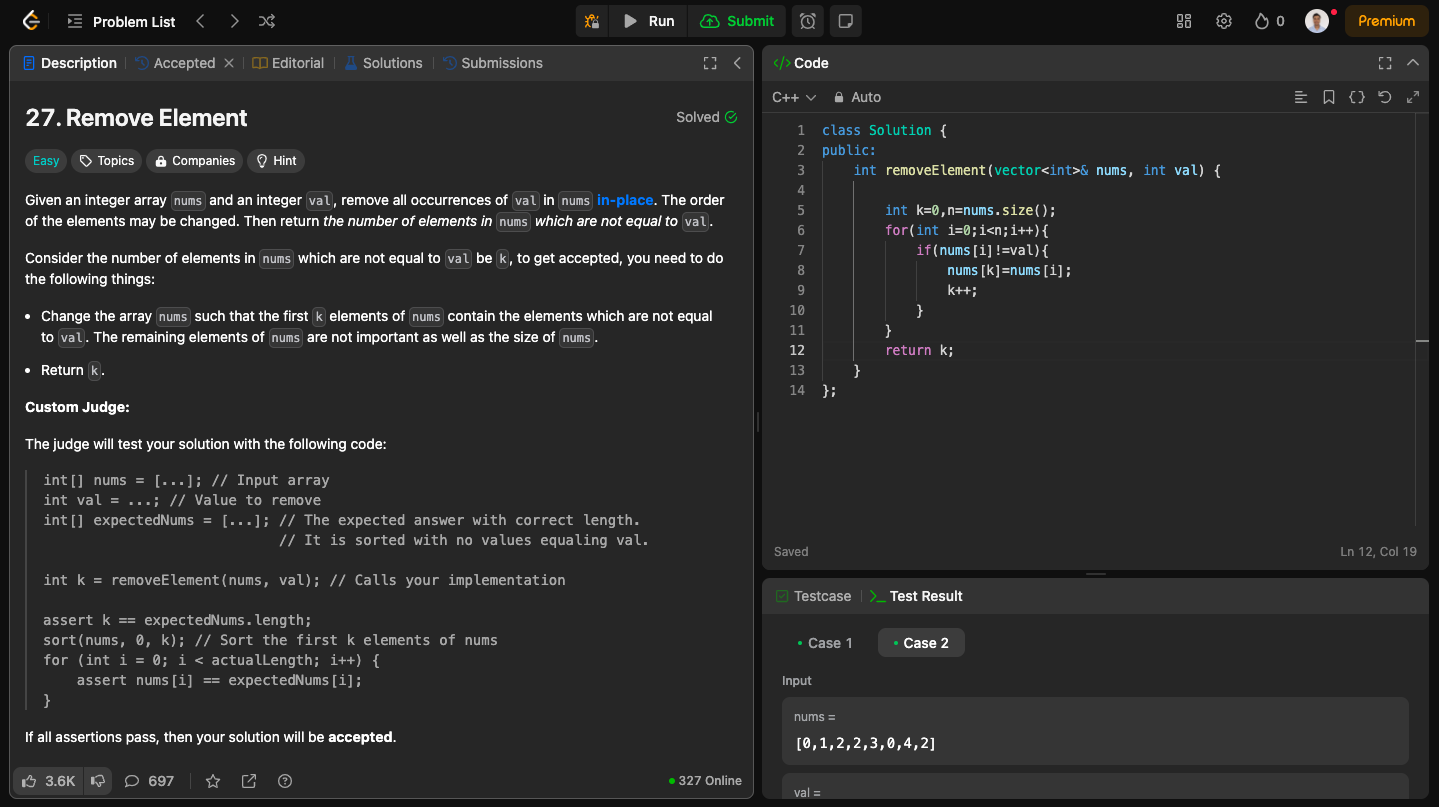 Problem List
Run
Submit
0
Premium
Description
Accepted
Editorial
Solutions
Submissions
27. Remove Element
Solved
Easy
Topics
Companies
Hint
Given an integer array nums and an integer val, remove all occurrences of val in nums in-place. The order
of the elements may be changed. Then return the number of elements in nums which are not equal to val.
Consider the number of elements in nums which are not equal to val be k, to get accepted, you need to do
the following things:
• Change the array nums such that the first k elements of nums contain the elements which are not equal
to val. The remaining elements of nums are not important as well as the size of nums.
• Return k.
Custom Judge:
The judge will test your solution with the following code:
int[] nums = [...]; // Input array
int val = ...; // Value to remove
int[] expectedNums = [...]; // The expected answer with correct length.
// It is sorted with no values equaling val.
int k = removeElement(nums, val); // Calls your implementation
assert k == expectedNums.length;
sort(nums, 0, k); // Sort the first k elements of nums
for (int i = 0; i < actualLength; i++) {
    assert nums[i] == expectedNums[i];
}
If all assertions pass, then your solution will be accepted.
3.6K
697
327 Online
</> Code
C++
Auto
1 class Solution {
2 public:
3     int removeElement(vector<int>& nums, int val) {
4
5         int k=0,n=nums.size();
6         for(int i=0;i<n;i++){
7             if(nums[i]!=val){
8                 nums[k]=nums[i];
9                 k++;
10             }
11         }
12         return k;
13     }
14 };
Saved
Ln 12, Col 19
Testcase
Test Result
• Case 1
• Case 2
Input
nums =
[0,1,2,2,3,0,4,2]
val =